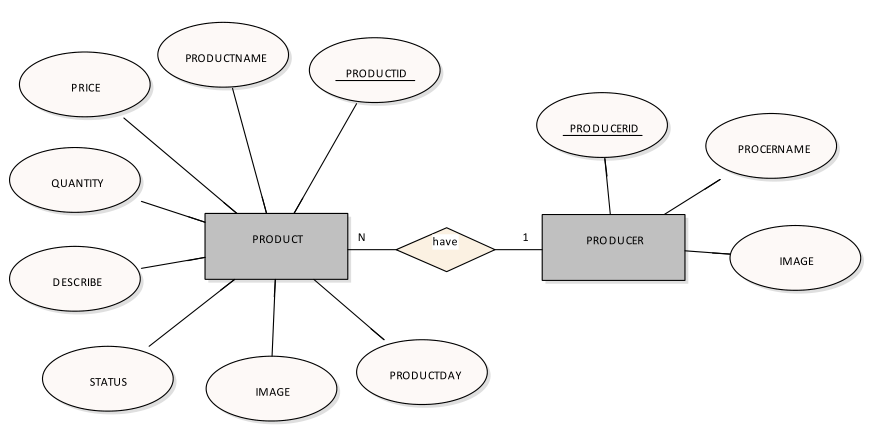 PRODUCTNAME
PRODUCTID
PRICE
PRODUCERID
PROCERNAME
QUANTITY
PRODUCT
N
have
1
PRODUCER
IMAGE
DESCRIBE
STATUS
IMAGE
PRODUCTDAY